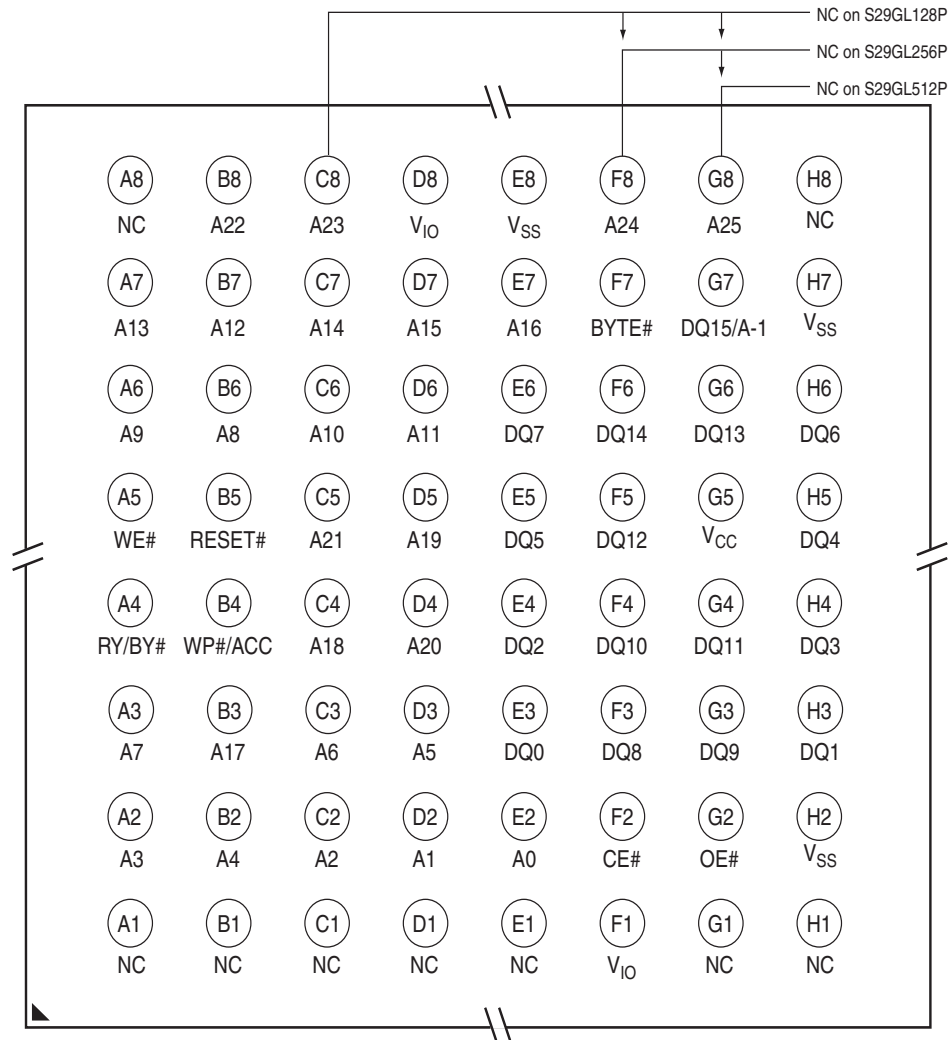 NC on S29GL128P
NC on S29GL256P
NC on S29GL512P
A8 B8 C8 D8 E8 F8 G8 H8
NC A22 A23 VIO VSS A24 A25 NC
A7 B7 C7 D7 E7 F7 G7 H7
A13 A12 A14 A15 A16 BYTE# DQ15/A-1 VSS
A6 B6 C6 D6 E6 F6 G6 H6
A9 A8 A10 A11 DQ7 DQ14 DQ13 DQ6
A5 B5 C5 D5 E5 F5 G5 H5
WE# RESET# A21 A19 DQ5 DQ12 VCC DQ4
A4 B4 C4 D4 E4 F4 G4 H4
RY/BY# WP#/ACC A18 A20 DQ2 DQ10 DQ11 DQ3
A3 B3 C3 D3 E3 F3 G3 H3
A7 A17 A6 A5 DQ0 DQ8 DQ9 DQ1
A2 B2 C2 D2 E2 F2 G2 H2
A3 A4 A2 A1 A0 CE# OE# VSS
A1 B1 C1 D1 E1 F1 G1 H1
NC NC NC NC NC VIO NC NC